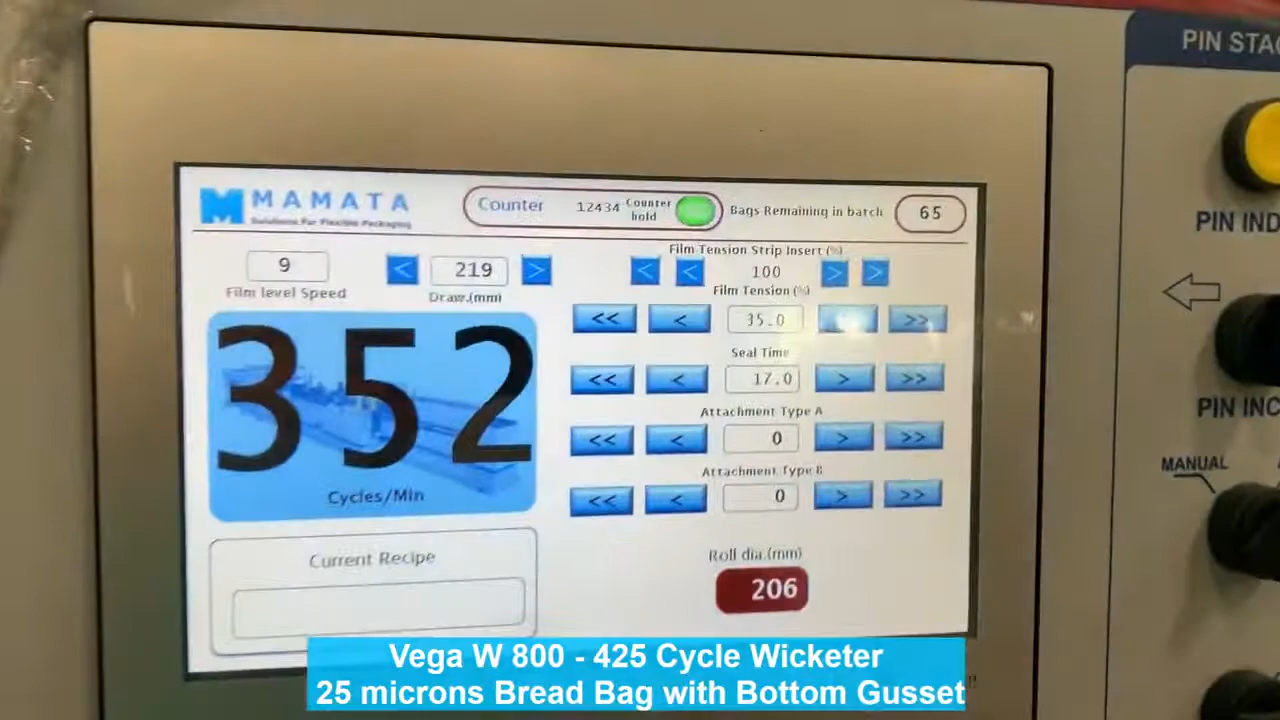 PIN STAC
MAMATA
Solutions For Flexible Packaging
Counter 12434 Counter hold
Bags Remaining in batch 65
Film Tension Strip Insert (%)
9
< 219 >
< < 100 > >
Film level Speed
Draw.(mm)
Film Tension (%)
<< < 35.0 >>
PIN IND
352
Cycles/Min
Seal Time
<< < 17.0 > >>
Attachment Type A
<< < 0 > >>
PIN INC
Attachment Type B
<< < 0 > >>
MANUAL
Current Recipe
Roll dia.(mm)
206
Vega W 800 - 425 Cycle Wicketer
25 microns Bread Bag with Bottom Gusset